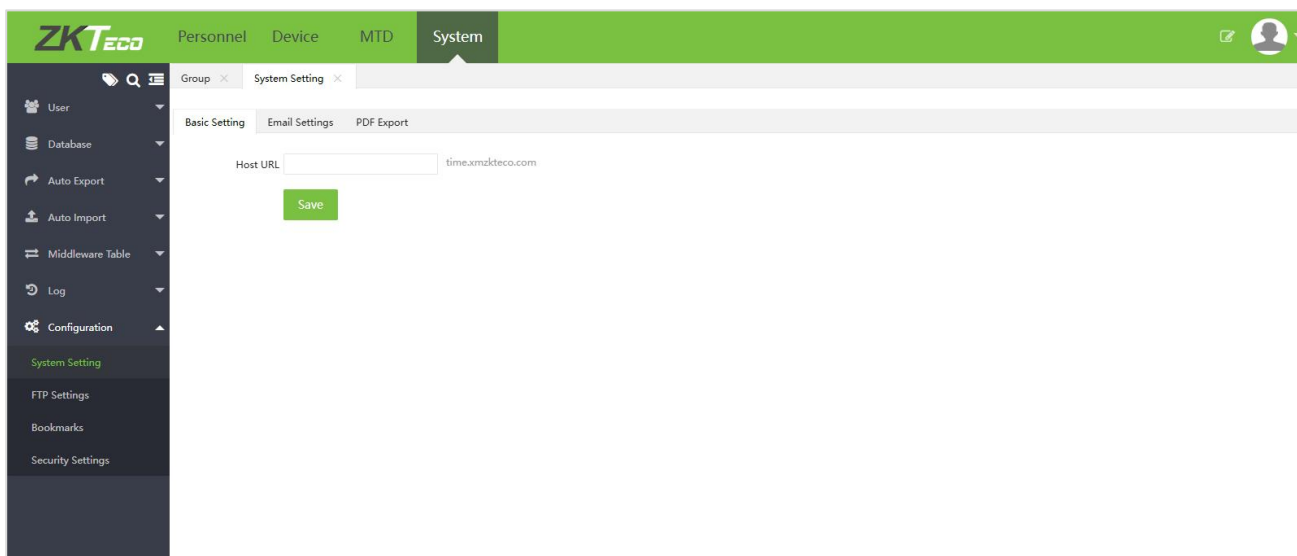 ZKTeco
Personnel Device MTD System
Group System Setting
User
Database
Auto Export
Auto Import
Middleware Table
Log
Configuration
System Setting
FTP Settings
Bookmarks
Security Settings
Basic Setting Email Settings PDF Export
Host URL time.xmzkteco.com
Save